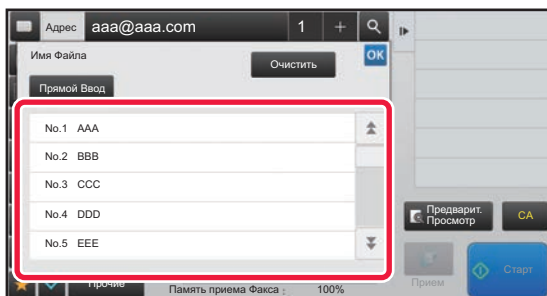 Адрес aaa@aaa.com 1 +
Имя Файла
Очистить
OK
Прямой Ввод
No.1 AAA
No.2 BBB
No.3 CCC
No.4 DDD
No.5 EEE
Предварит.
Просмотр
CA
Прочие
Память приема Факса : 100%
Прием
Старт